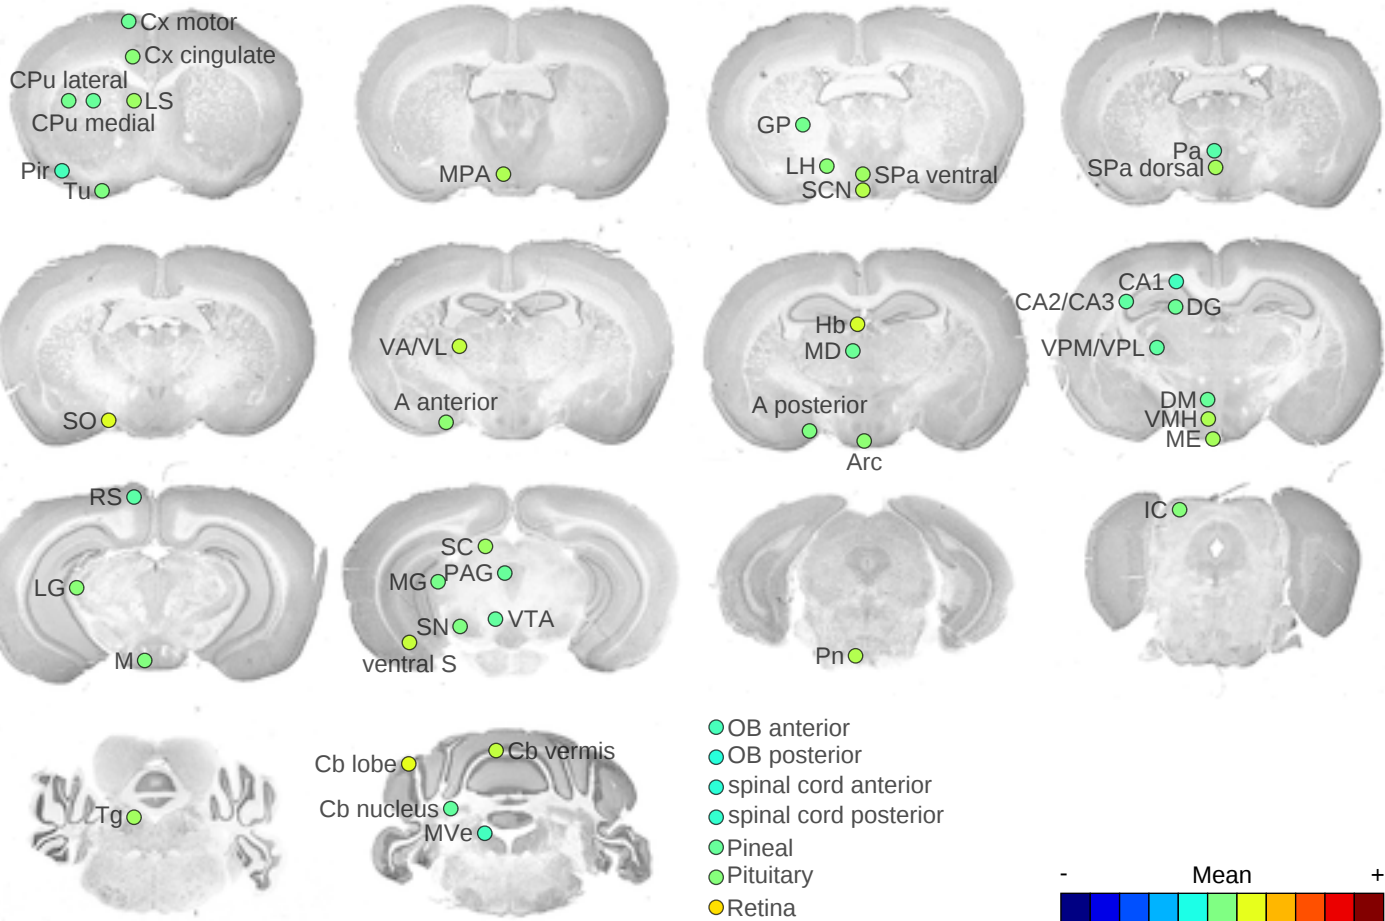 Cx motor
Cx cingulate
CPu lateral
LS
CPu medial
Pir
Tu
MPA
GP
LH
SPa ventral
SCN
Pa
SPa dorsal
SO
VA/VL
A anterior
Hb
MD
A posterior
Arc
CA1
CA2/CA3
DG
VPM/VPL
DM
VMH
ME
RS
LG
M
SC
MG
PAG
SN
VTA
ventral S
Pn
IC
Tg
Cb lobe
Cb vermis
Cb nucleus
MVe
OB anterior
OB posterior
spinal cord anterior
spinal cord posterior
Pineal
Pituitary
Retina
- Mean +